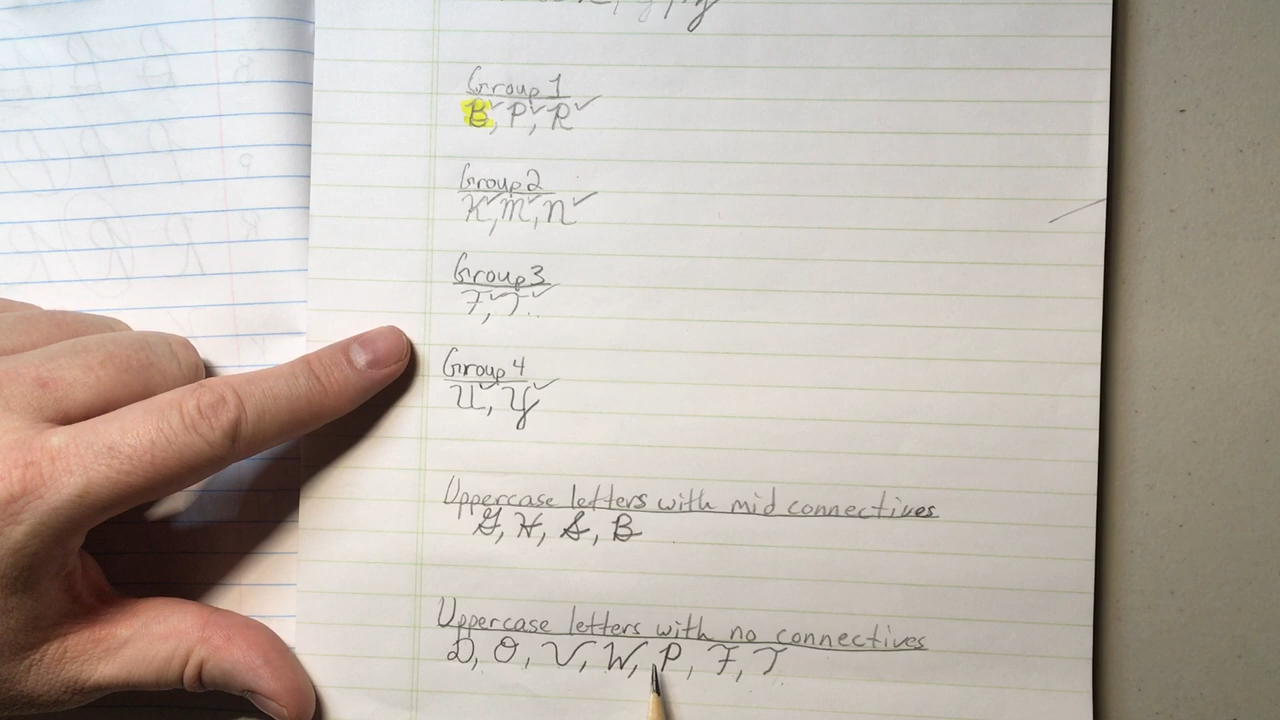 Group 1
B, P, R
Group 2
K, M, N
Group 3
F, T
Group 4
U, Y
Uppercase letters with mid connectives
G, H, S, B
Uppercase letters with no connectives
D, O, V, W, P, F, T